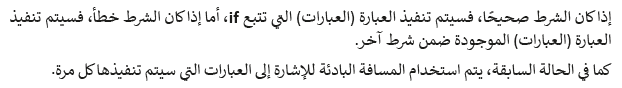 إذا كان الشرط صحيحًا، فسيتم تنفيذ العبارة (العبارات) التي تتبع if، أما إذا كان الشرط خطأ، فسيتم تنفيذ
العبارة (العبارات) الموجودة ضمن شرط آخر.
كما في الحالة السابقة، يتم استخدام المسافة البادئة للإشارة إلى العبارات التي سيتم تنفيذها كل مرة.